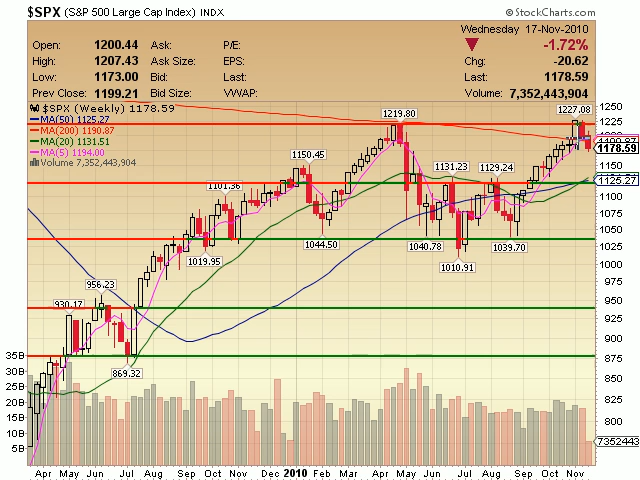 $SPX (S&P 500 Large Cap Index) INDX © StockCharts.com
Wednesday 17-Nov-2010
Open: 1200.44 Ask: P/E: ▼ -1.72%
High: 1207.43 Ask Size: EPS: Chg: -20.62
Low: 1173.00 Bid: Last: Last: 1178.59
Prev Close: 1199.21 Bid Size: VWAP: Volume: 7,352,443,904
$SPX (Weekly) 1178.59
MA(50) 1125.27
MA(200) 1190.87
MA(20) 1131.51
MA(5) 1194.00
Volume 7,352,443,904
1227.08
1219.80
1150.45
1131.23
1129.24
1101.36
1044.50
1040.78
1039.70
1019.95
1010.91
956.23
930.17
869.32
1250
1225
1190.87
1178.59
1125.27
1100
1075
1050
1025
1000
975
950
925
900
875
850
825
800
7352443
35B
30B
25B
20B
15B
10B
5B
Apr May Jun Jul Aug Sep Oct Nov Dec 2010 Feb Mar Apr May Jun Jul Aug Sep Oct Nov